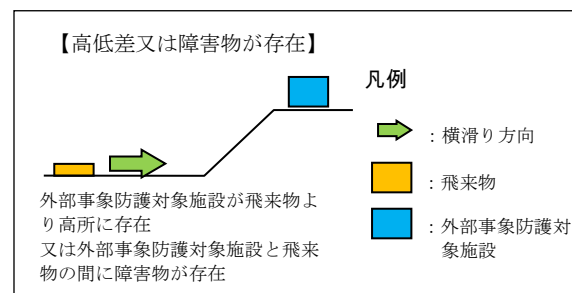 【高低差又は障害物が存在】
凡例
:横滑り方向
:飛来物
:外部事象防護対
象施設
外部事象防護対象施設が飛来物よ
り高所に存在
又は外部事象防護対象施設と飛来
物の間に障害物が存在